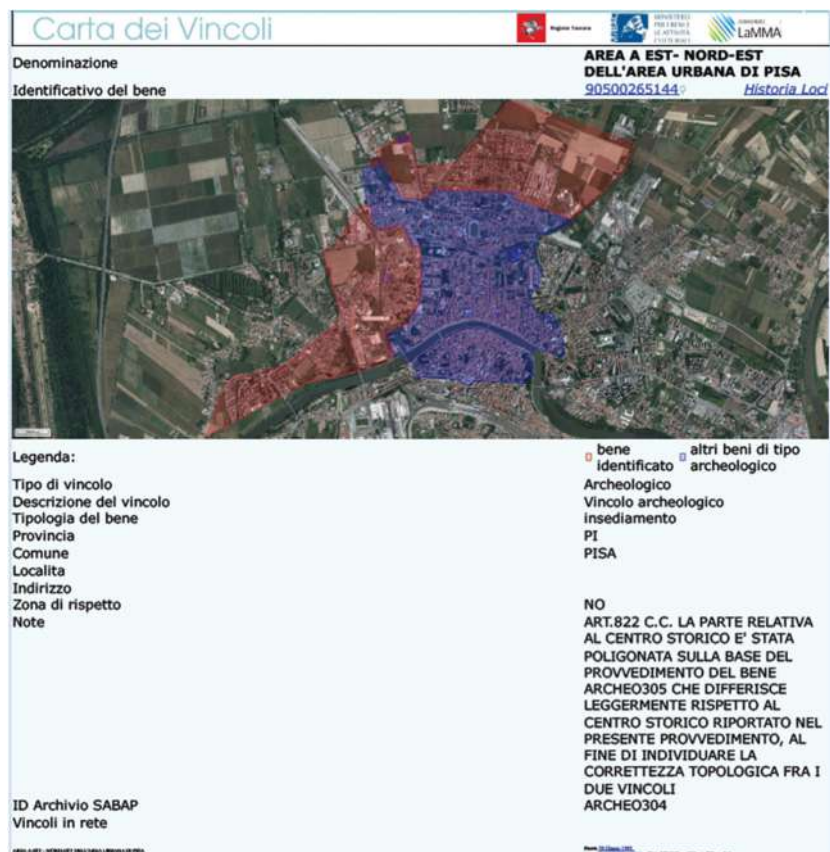 Carta dei Vincoli
Regione Toscana
LaMMA
Denominazione
AREA A EST- NORD-EST
DELL'AREA URBANA DI PISA
Identificativo del bene
90500265144
Historia Loci
Legenda:
bene
identificato
altri beni di tipo
archeologico
Tipo di vincolo
Archeologico
Descrizione del vincolo
Vincolo archeologico
Tipologia del bene
insediamento
Provincia
PI
Comune
PISA
Localita
Indirizzo
Zona di rispetto
NO
Note
ART.822 C.C. LA PARTE RELATIVA
AL CENTRO STORICO E' STATA
POLIGONATA SULLA BASE DEL
PROVVEDIMENTO DEL BENE
ARCHEO305 CHE DIFFERISCE
LEGGERMENTE RISPETTO AL
CENTRO STORICO RIPORTATO NEL
PRESENTE PROVVEDIMENTO, AL
FINE DI INDIVIDUARE LA
CORRETTEZZA TOPOLOGICA FRA I
DUE VINCOLI
ID Archivio SABAP
ARCHEO304
Vincoli in rete